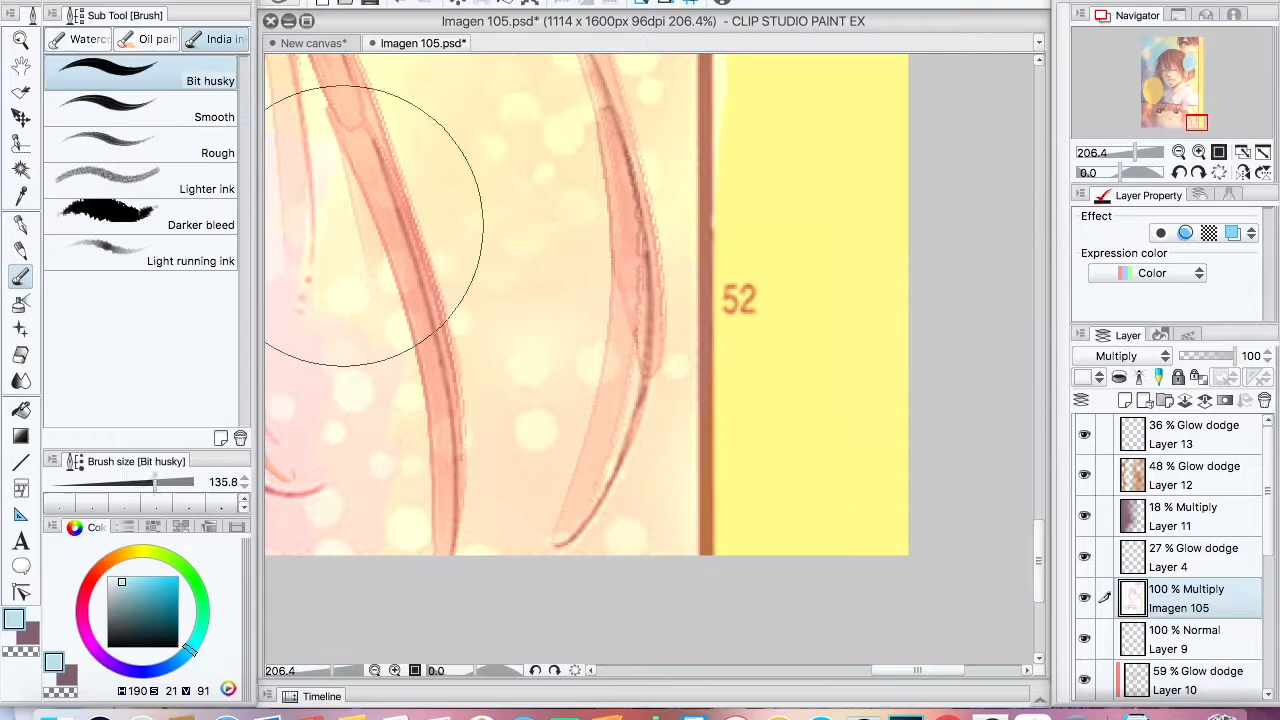 Sub Tool [Brush]
Waterc
Oil pain
India in
Bit husky
Smooth
Rough
Lighter ink
Darker bleed
Light running ink
Brush size [Bit husky]
135.8
Col
H 190 S 21 V 91
Imagen 105.psd* (1114 x 1600px 96dpi 206.4%) - CLIP STUDIO PAINT EX
New canvas*
Imagen 105.psd*
52
206.4
0.0
Timeline
Navigator
206.4
0.0
Layer Property
Effect
Expression color
Color
Layer
Multiply
100
36 % Glow dodge
Layer 13
48 % Glow dodge
Layer 12
18 % Multiply
Layer 11
27 % Glow dodge
Layer 4
100 % Multiply
Imagen 105
100 % Normal
Layer 9
59 % Glow dodge
Layer 10